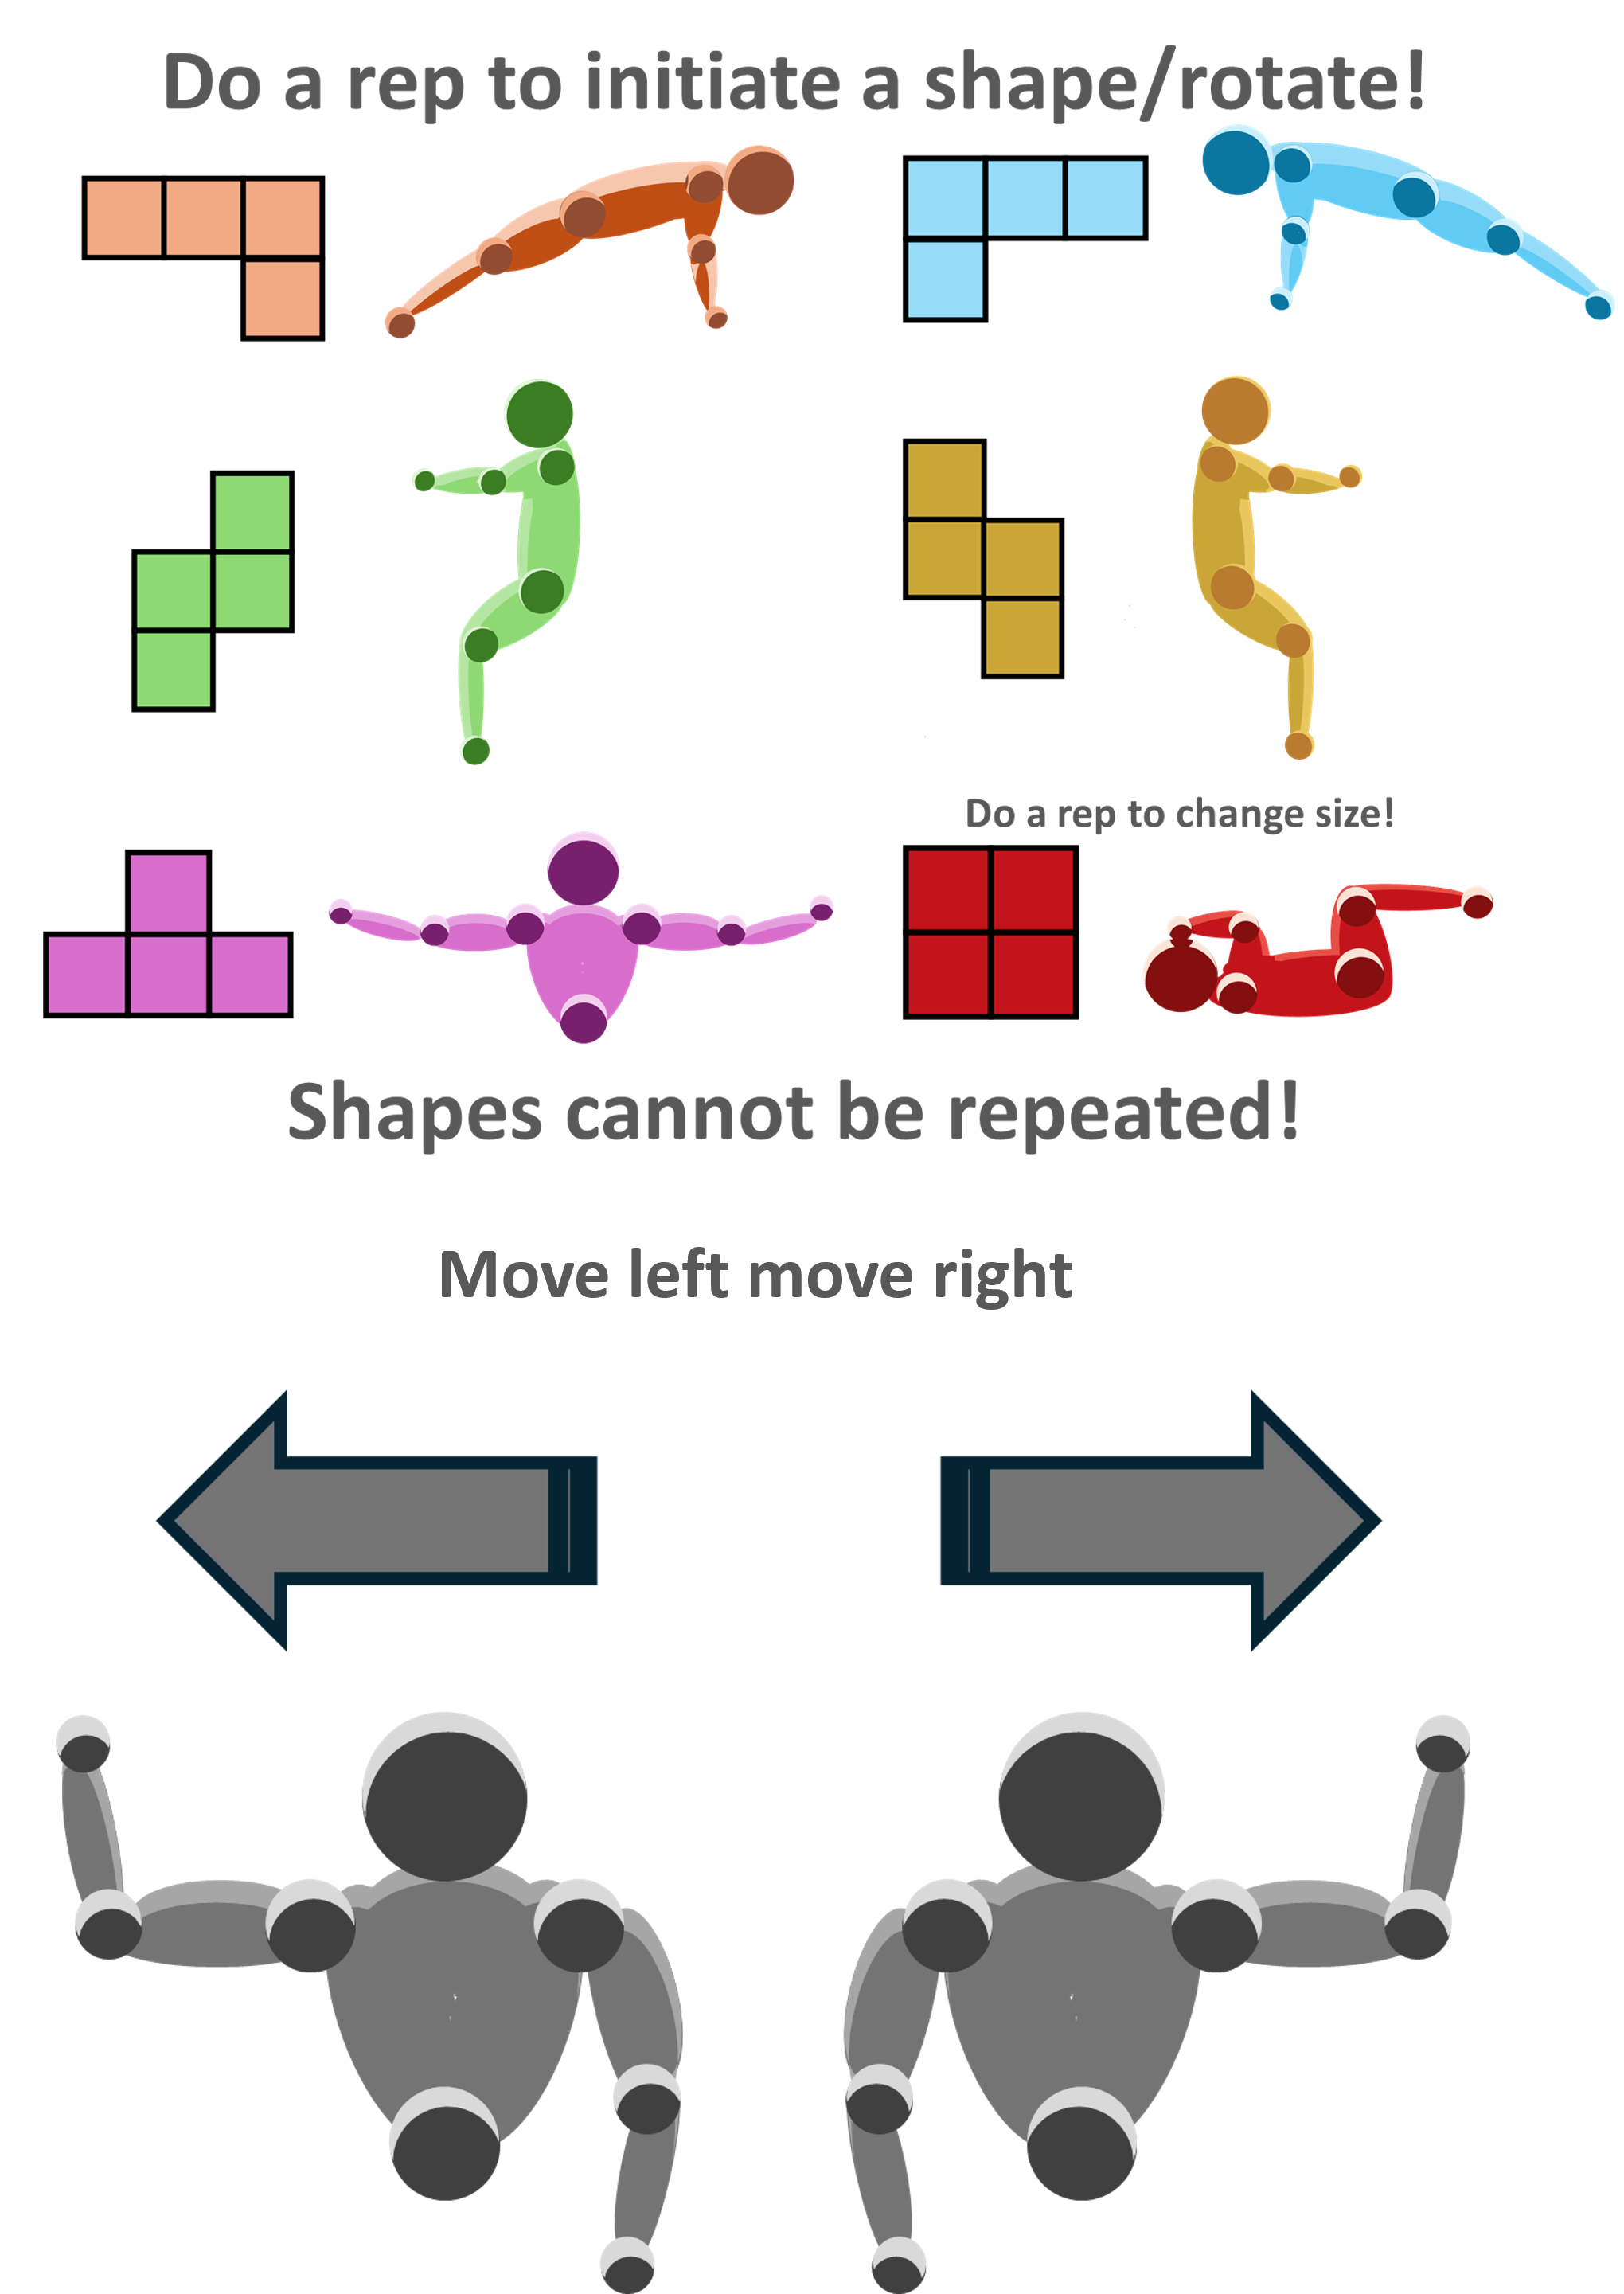 Do a rep to initiate a shape/rotate!
Do a rep to change size!
Shapes cannot be repeated!
Move left move right